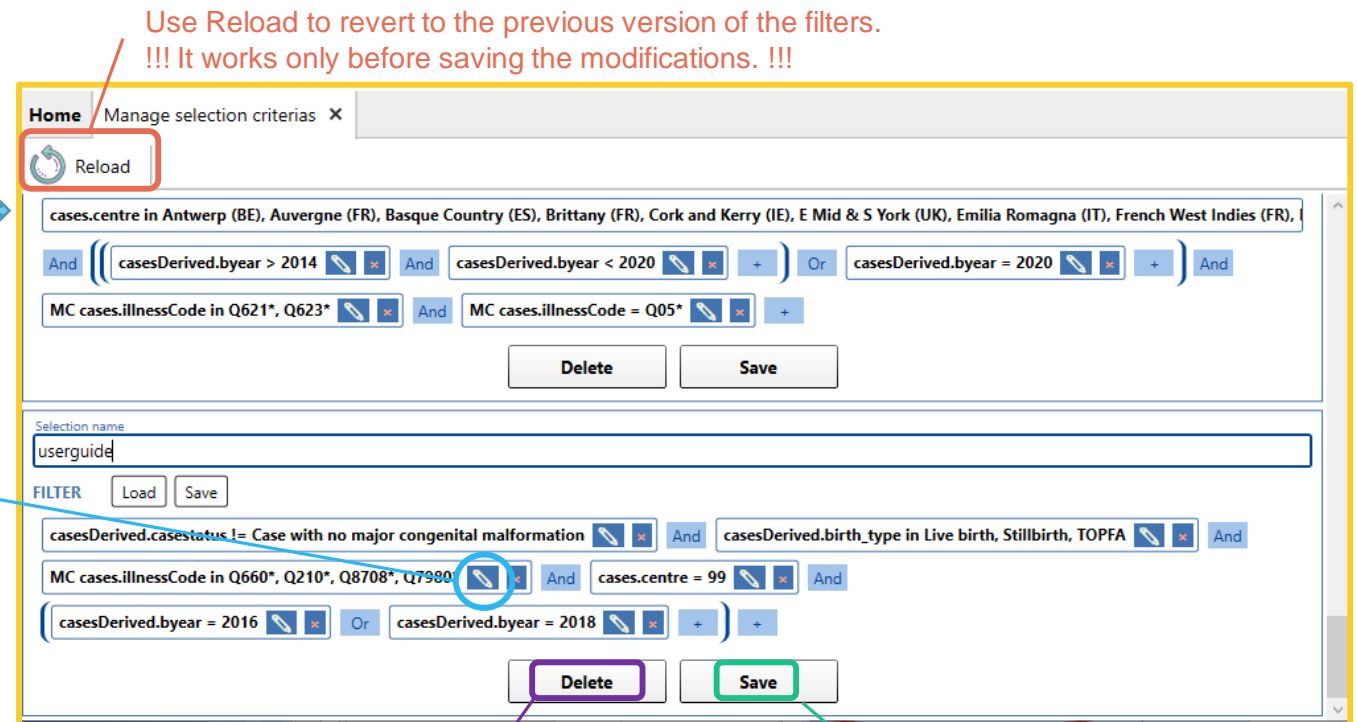 Use Reload to revert to the previous version of the filters.
!!! It works only before saving the modifications. !!!
Home Manage selection criterias ×
Reload
cases.centre in Antwerp (BE), Auvergne (FR), Basque Country (ES), Brittany (FR), Cork and Kerry (IE), E Mid & S York (UK), Emilia Romagna (IT), French West Indies (FR),
And ((casesDerived.byear > 2014 × And casesDerived.byear < 2020 × +) Or casesDerived.byear = 2020 × +) And
MC cases.illnessCode in Q621*, Q623* × And MC cases.illnessCode = Q05* × +
Delete Save
Selection name
userguide
FILTER Load Save
casesDerived.casestatus != Case with no major congenital malformation × And casesDerived.birth_type in Live birth, Stillbirth, TOPFA × And
MC cases.illnessCode in Q660*, Q210*, Q8708*, Q7980* × And cases.centre = 99 × And
(casesDerived.byear = 2016 × Or casesDerived.byear = 2018 × +) +
Delete Save